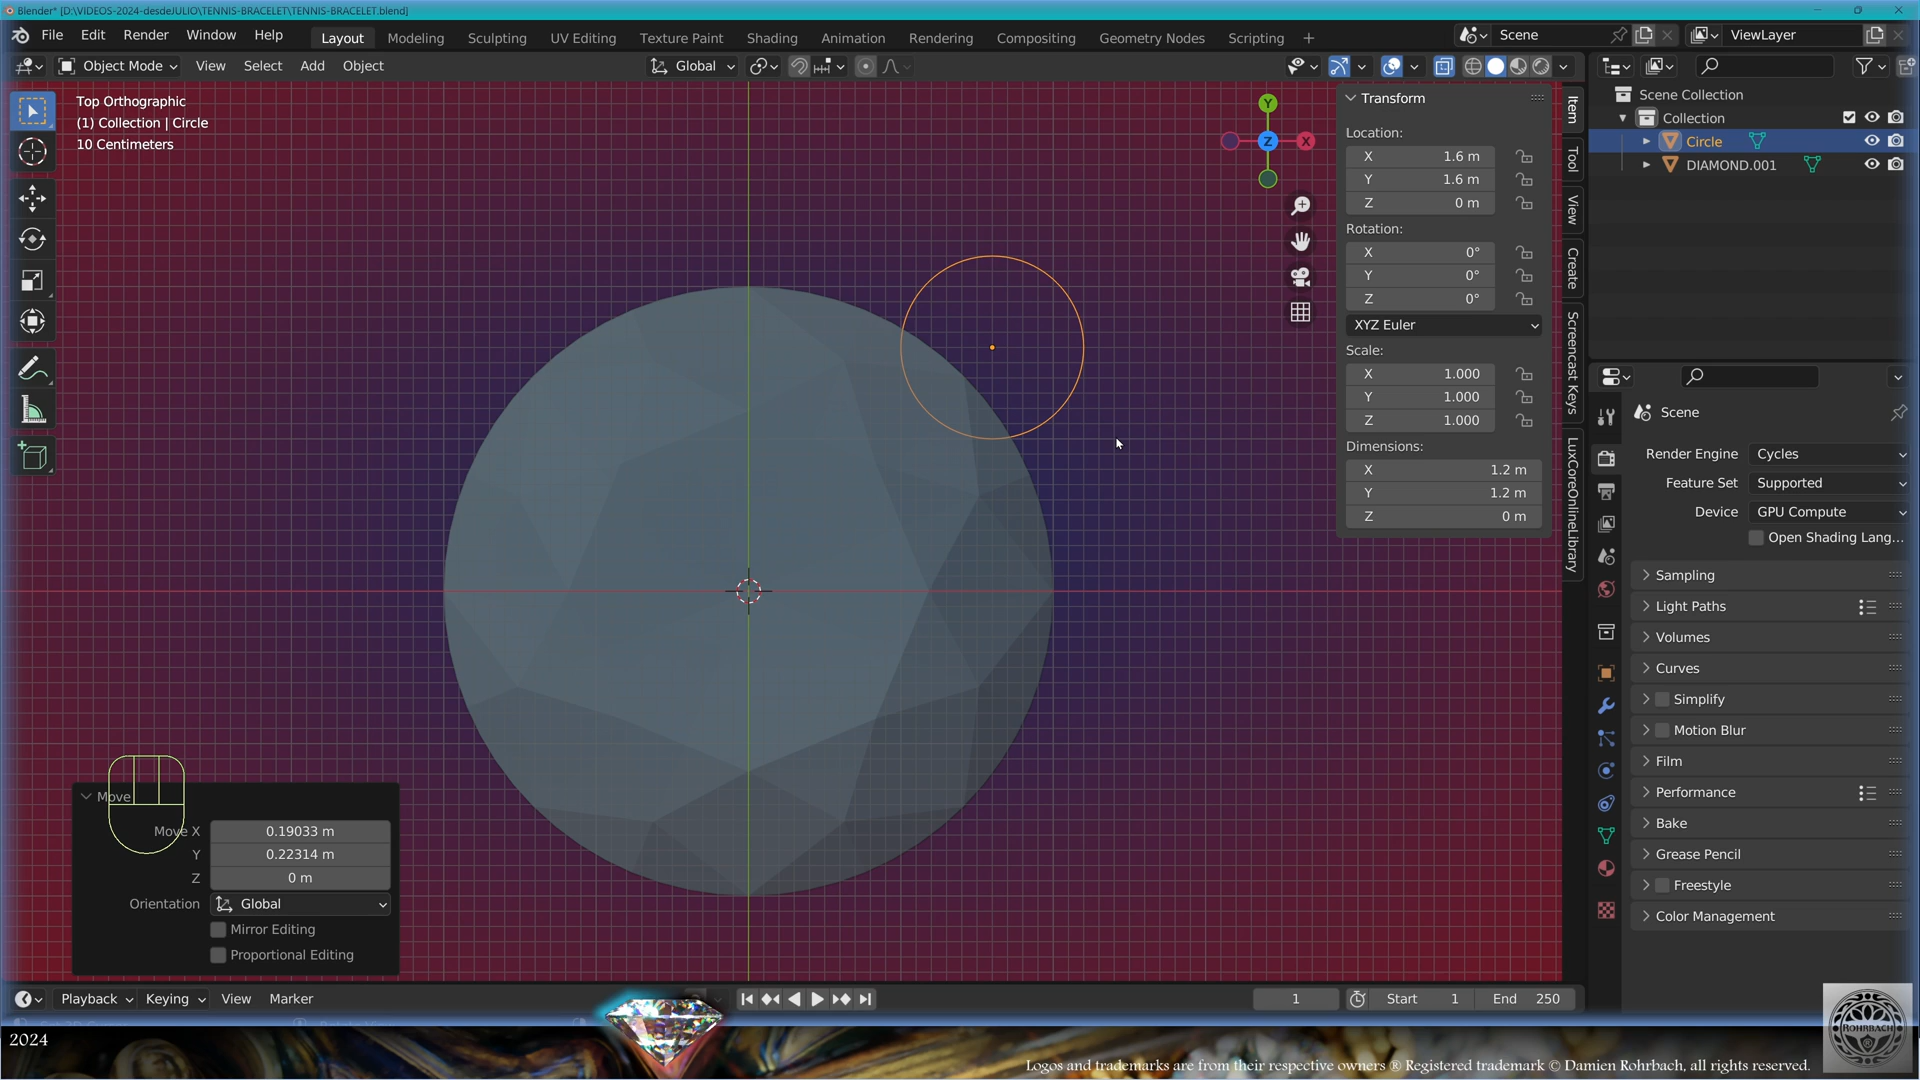 Blender* [D:\VIDEOS-2024-desdeJULIO\TENNIS-BRACELET\TENNIS-BRACELET.blend]
File Edit Render Window Help Layout Modeling Sculpting UV Editing Texture Paint Shading Animation Rendering Compositing Geometry Nodes Scripting + Scene ViewLayer
Object Mode View Select Add Object Global
Top Orthographic
(1) Collection | Circle
10 Centimeters
Y
Z
X
Transform
Location:
X 1.6 m
Y 1.6 m
Z 0 m
Rotation:
X 0°
Y 0°
Z 0°
XYZ Euler
Scale:
X 1.000
Y 1.000
Z 1.000
Dimensions:
X 1.2 m
Y 1.2 m
Z 0 m
Item
Tool
View
Create
Screencast Keys
LuxCoreOnlineLibrary
Scene Collection
Collection
Circle
DIAMOND.001
Scene
Render Engine Cycles
Feature Set Supported
Device GPU Compute
Open Shading Lang...
Sampling
Light Paths
Volumes
Curves
Simplify
Motion Blur
Film
Performance
Bake
Grease Pencil
Freestyle
Color Management
Move
Move X 0.19033 m
Y 0.22314 m
Z 0 m
Orientation Global
Mirror Editing
Proportional Editing
Playback Keying View Marker 1 Start 1 End 250
2024
ROHRBACH
®
Logos and trademarks are from their respective owners ® Registered trademark © Damien Rohrbach, all rights reserved.